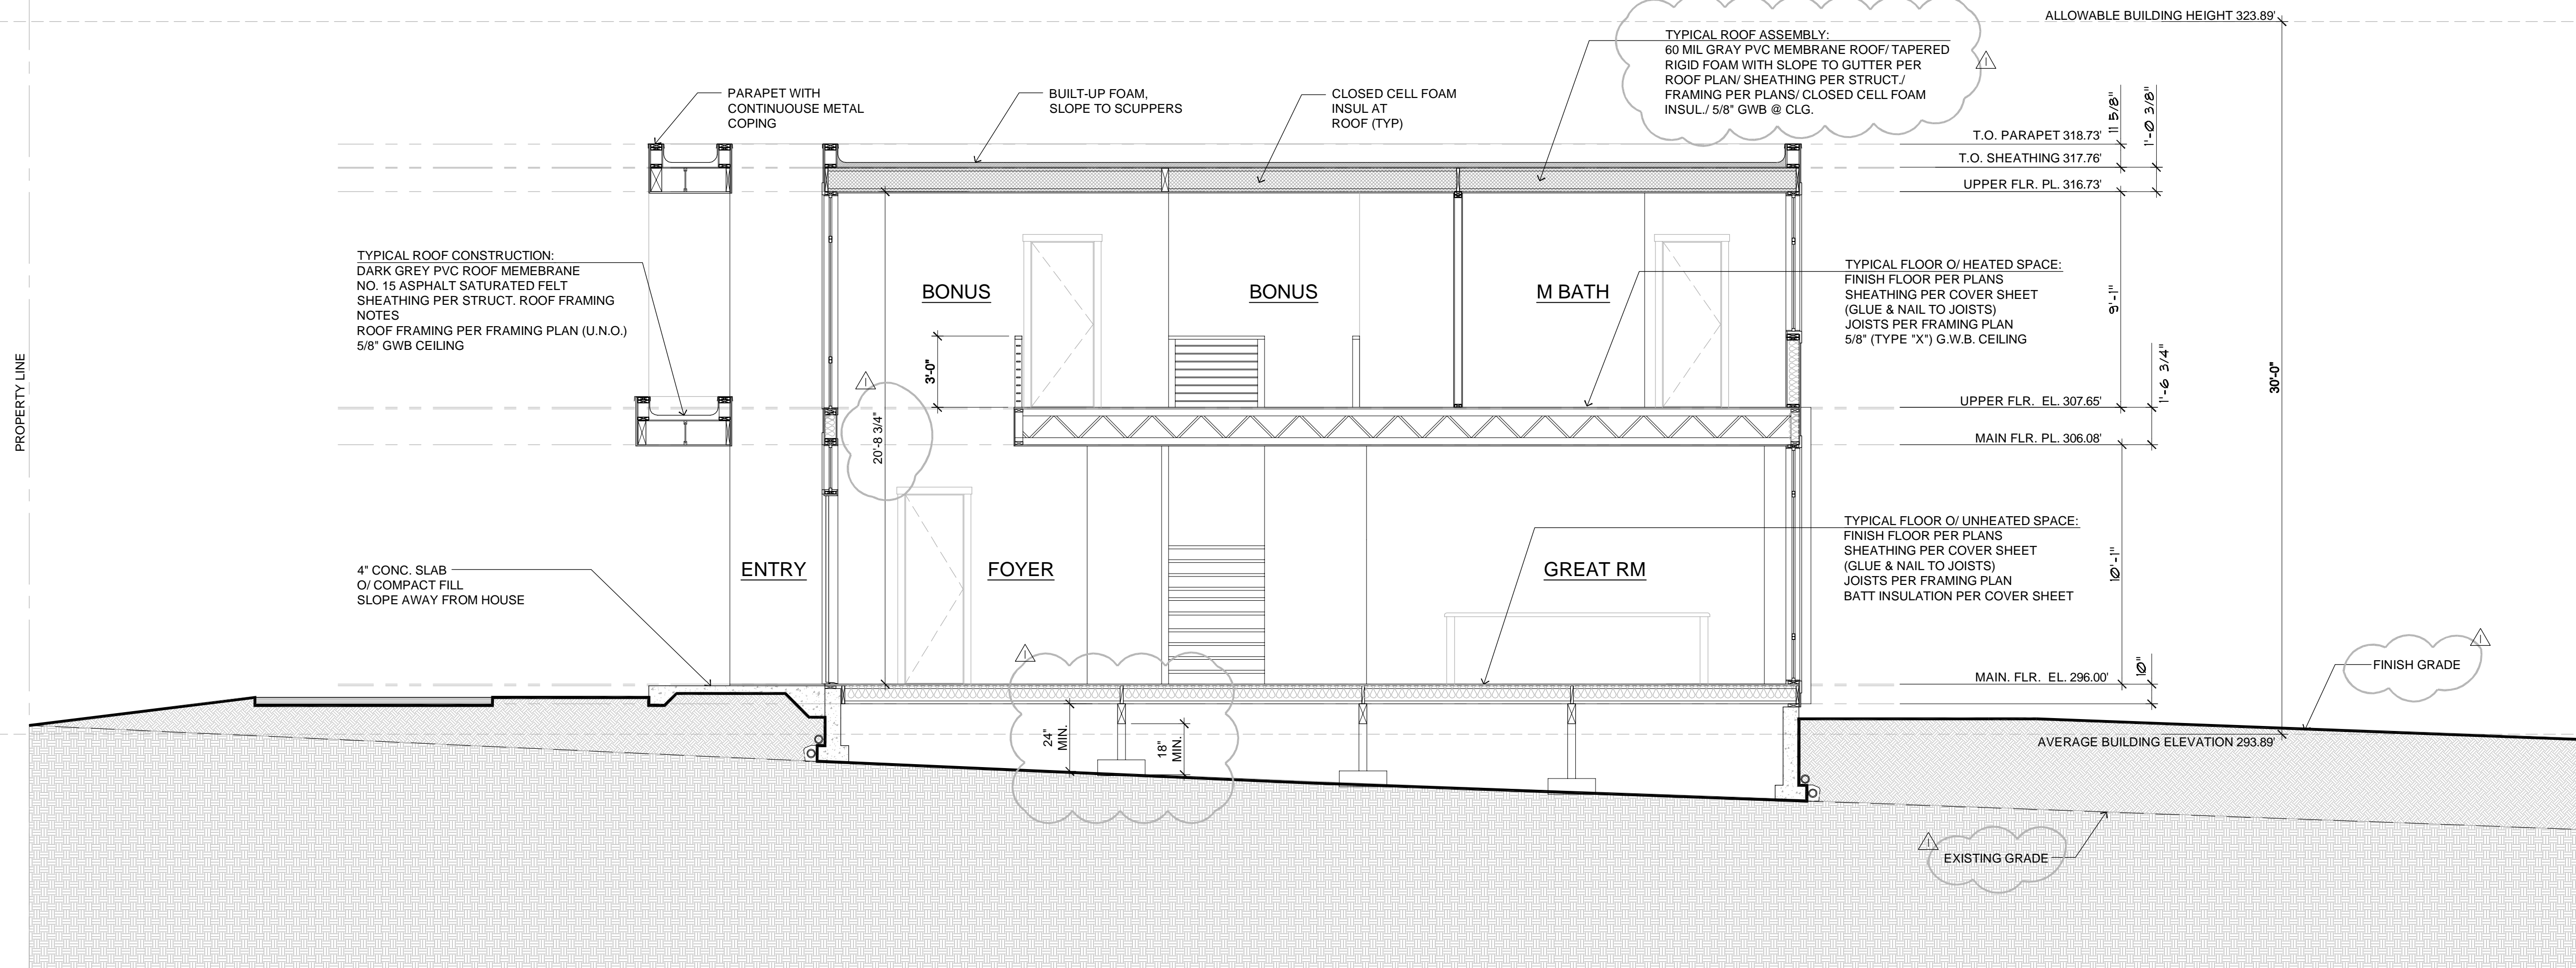 ALLOWABLE BUILDING HEIGHT 323.89'
TYPICAL ROOF ASSEMBLY:
60 MIL GRAY PVC MEMBRANE ROOF/ TAPERED
RIGID FOAM WITH SLOPE TO GUTTER PER
ROOF PLAN/ SHEATHING PER STRUCT./
FRAMING PER PLANS/ CLOSED CELL FOAM
INSUL./ 5/8" GWB @ CLG.
1
PARAPET WITH
CONTINUOUSE METAL
COPING
BUILT-UP FOAM,
SLOPE TO SCUPPERS
CLOSED CELL FOAM
INSUL AT
ROOF (TYP)
11 5/8"
1'-0 3/8"
T.O. PARAPET 318.73'
T.O. SHEATHING 317.76'
UPPER FLR. PL. 316.73'
TYPICAL ROOF CONSTRUCTION:
DARK GREY PVC ROOF MEMEBRANE
NO. 15 ASPHALT SATURATED FELT
SHEATHING PER STRUCT. ROOF FRAMING
NOTES
ROOF FRAMING PER FRAMING PLAN (U.N.O.)
5/8" GWB CEILING
BONUS
BONUS
M BATH
TYPICAL FLOOR O/ HEATED SPACE:
FINISH FLOOR PER PLANS
SHEATHING PER COVER SHEET
(GLUE & NAIL TO JOISTS)
JOISTS PER FRAMING PLAN
5/8" (TYPE "X") G.W.B. CEILING
9'-1"
PROPERTY LINE
3'-0"
1
20'-8 3/4"
1'-6 3/4"
30'-0"
UPPER FLR. EL. 307.65'
MAIN FLR. PL. 306.08'
4" CONC. SLAB
O/ COMPACT FILL
SLOPE AWAY FROM HOUSE
ENTRY
FOYER
GREAT RM
TYPICAL FLOOR O/ UNHEATED SPACE:
FINISH FLOOR PER PLANS
SHEATHING PER COVER SHEET
(GLUE & NAIL TO JOISTS)
JOISTS PER FRAMING PLAN
BATT INSULATION PER COVER SHEET
10'-1"
1
1
FINISH GRADE
MAIN. FLR. EL. 296.00'
10"
24"
MIN.
18"
MIN.
AVERAGE BUILDING ELEVATION 293.89'
1
EXISTING GRADE